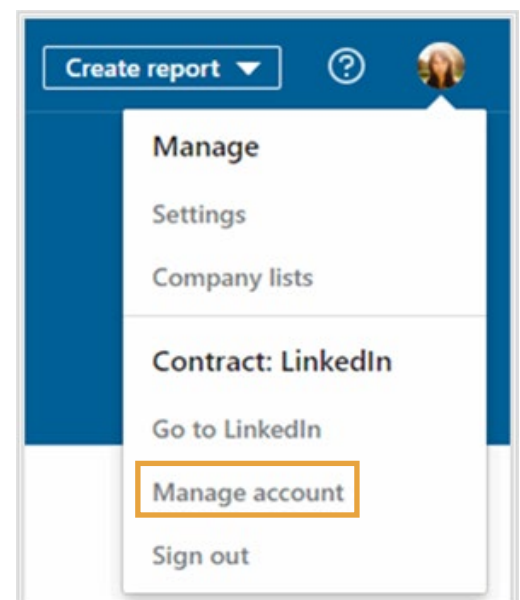 Create report
Manage
Settings
Company lists
Contract: LinkedIn
Go to LinkedIn
Manage account
Sign out